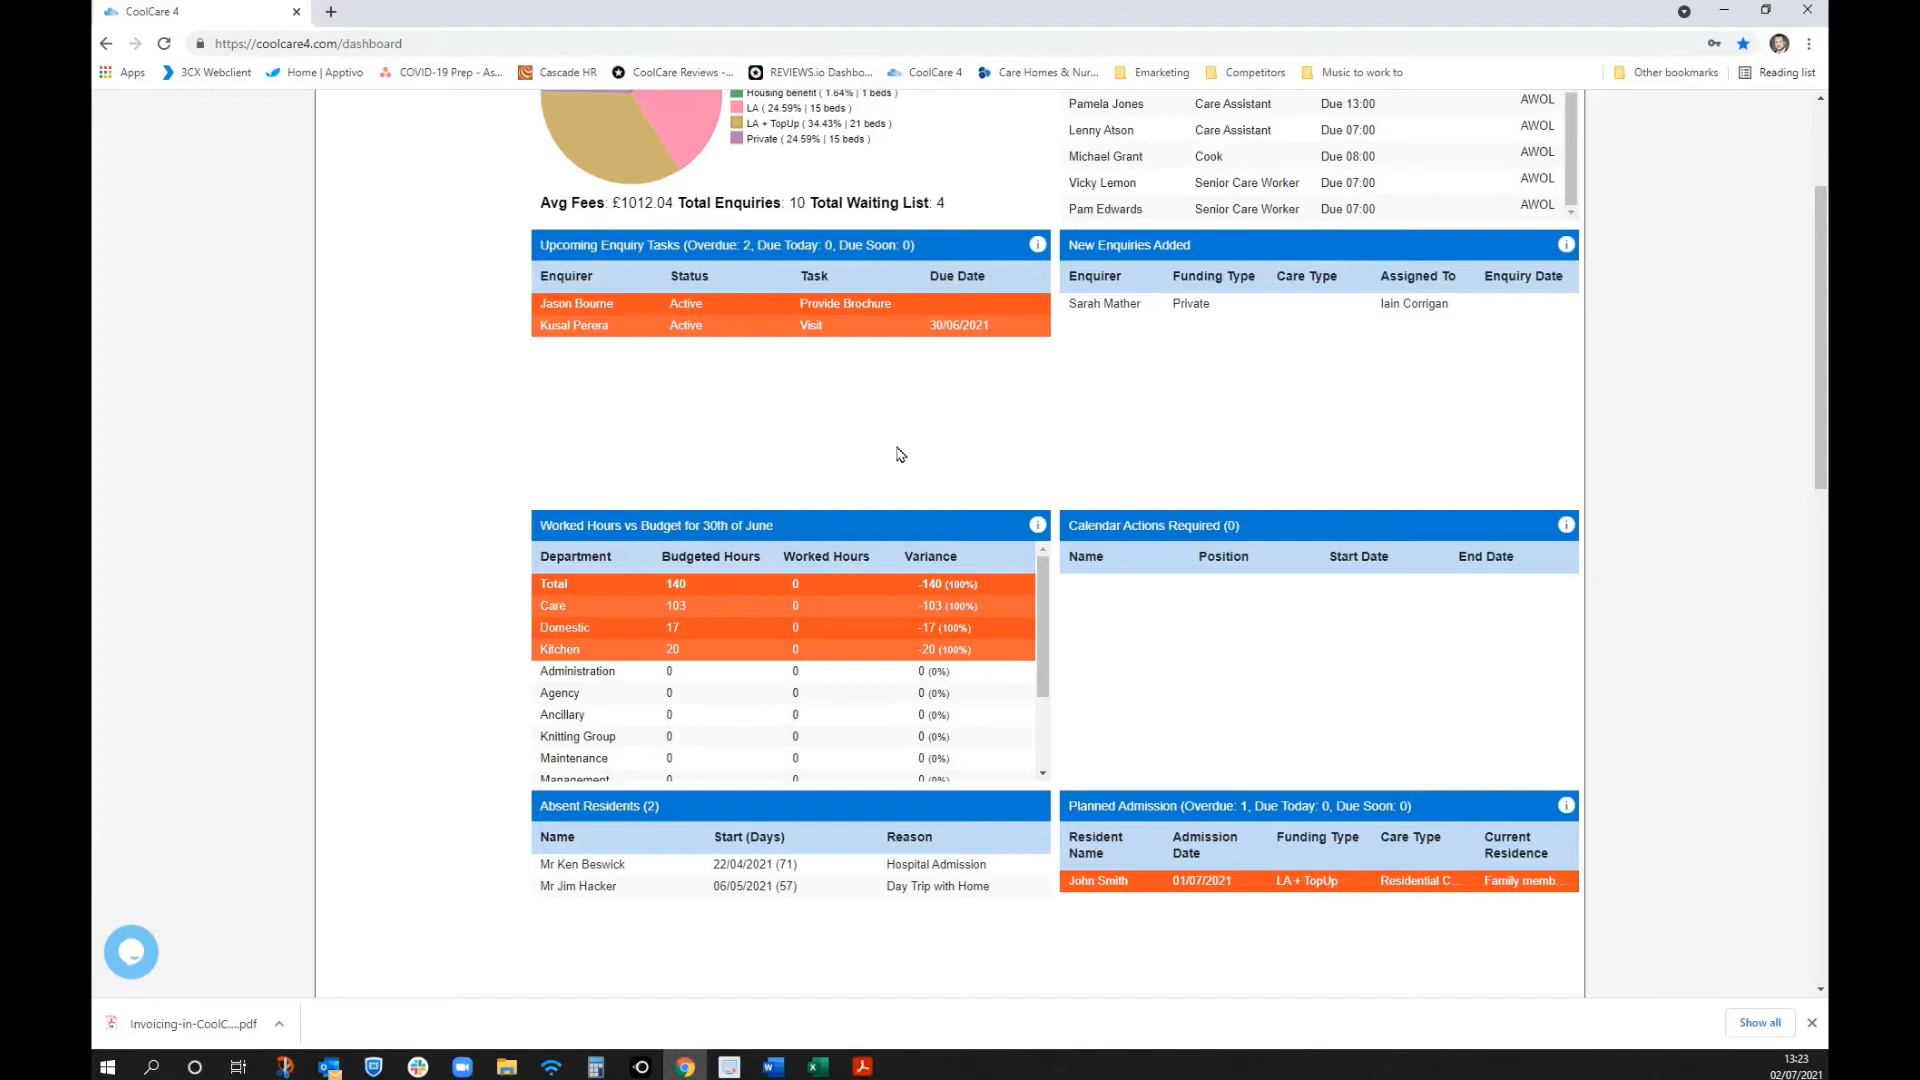 CoolCare 4
https://coolcare4.com/dashboard
Apps 3CX Webclient Home | Apptivo COVID-19 Prep - As... Cascade HR CoolCare Reviews -... REVIEWS.io Dashbo... CoolCare 4 Care Homes & Nur... Emarketing Competitors Music to work to Other bookmarks Reading list
Housing benefit ( 1.64% | 1 beds )
LA ( 24.59% | 15 beds )
LA + TopUp ( 34.43% | 21 beds )
Private ( 24.59% | 15 beds )
Avg Fees: £1012.04 Total Enquiries: 10 Total Waiting List: 4
Pamela Jones Care Assistant Due 13:00 AWOL
Lenny Atson Care Assistant Due 07:00 AWOL
Michael Grant Cook Due 08:00 AWOL
Vicky Lemon Senior Care Worker Due 07:00 AWOL
Pam Edwards Senior Care Worker Due 07:00 AWOL
Upcoming Enquiry Tasks (Overdue: 2, Due Today: 0, Due Soon: 0)
Enquirer Status Task Due Date
Jason Bourne Active Provide Brochure
Kusal Perera Active Visit 30/06/2021
New Enquiries Added
Enquirer Funding Type Care Type Assigned To Enquiry Date
Sarah Mather Private Iain Corrigan
Worked Hours vs Budget for 30th of June
Department Budgeted Hours Worked Hours Variance
Total 140 0 -140 (100%)
Care 103 0 -103 (100%)
Domestic 17 0 -17 (100%)
Kitchen 20 0 -20 (100%)
Administration 0 0 0 (0%)
Agency 0 0 0 (0%)
Ancillary 0 0 0 (0%)
Knitting Group 0 0 0 (0%)
Maintenance 0 0 0 (0%)
Management 0 0 0 (0%)
Calendar Actions Required (0)
Name Position Start Date End Date
Absent Residents (2)
Name Start (Days) Reason
Mr Ken Beswick 22/04/2021 (71) Hospital Admission
Mr Jim Hacker 06/05/2021 (57) Day Trip with Home
Planned Admission (Overdue: 1, Due Today: 0, Due Soon: 0)
Resident Admission Funding Type Care Type Current
Name Date Residence
John Smith 01/07/2021 LA + TopUp Residential C... Family memb...
Invoicing-in-CoolC....pdf
Show all
13:23
02/07/2021